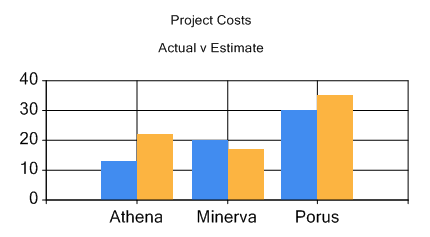 Project Costs
Actual v Estimate
40
30
20
10
0
Athena Minerva Porus